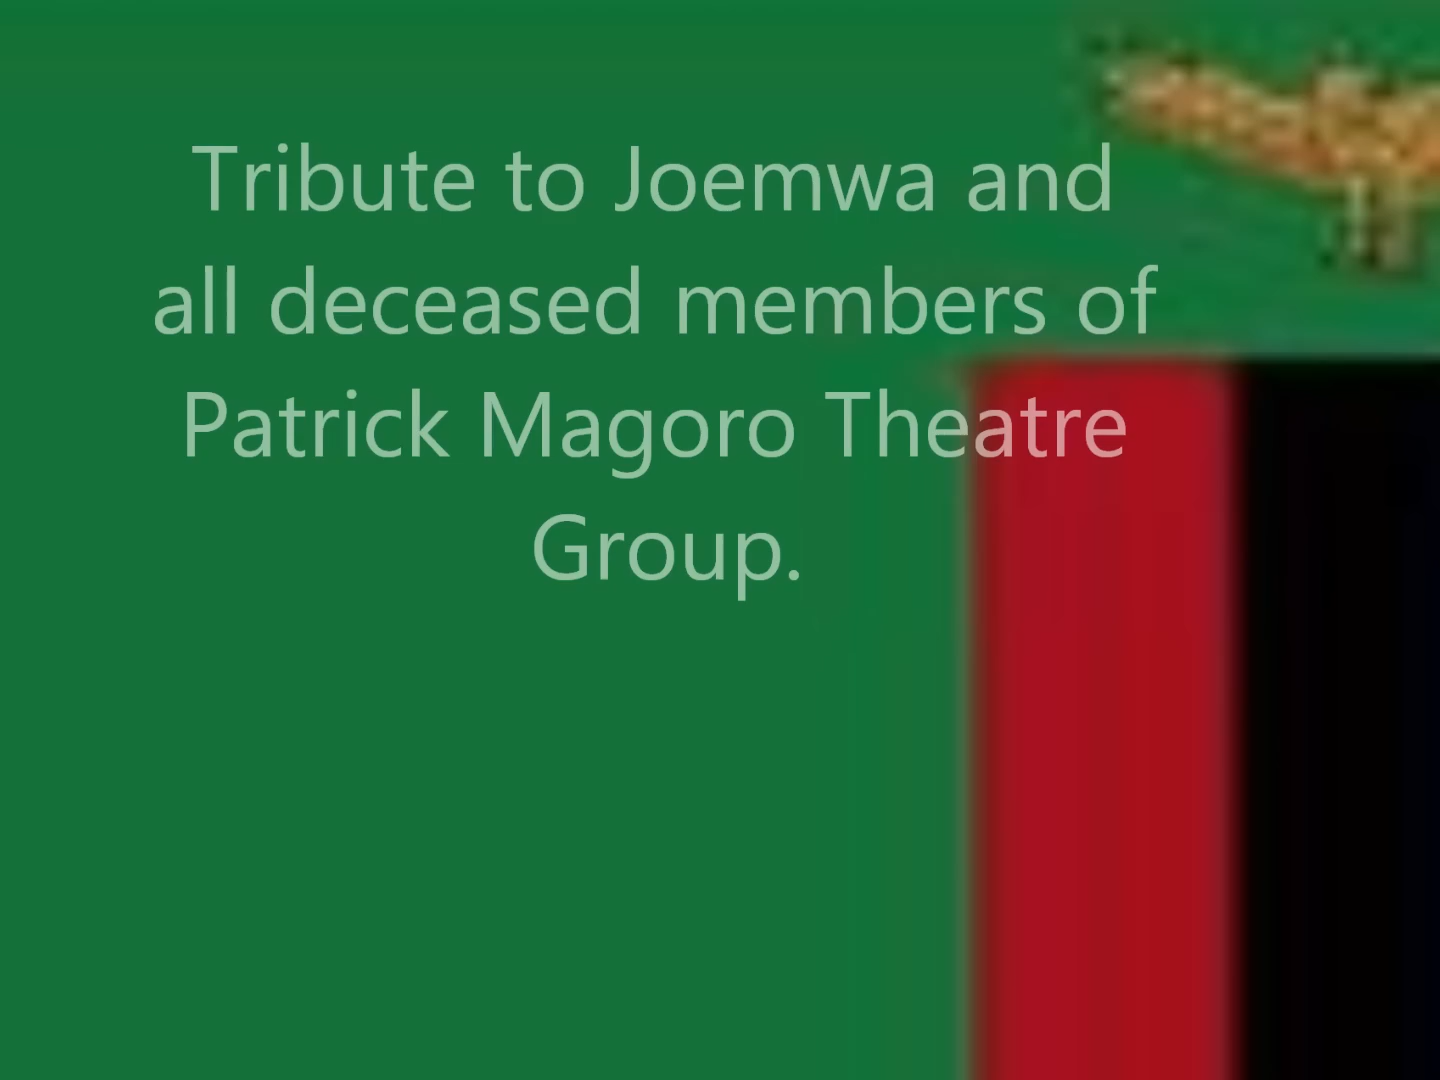 Tribute to Joemwa and
all deceased members of
Patrick Magoro Theatre
Group.